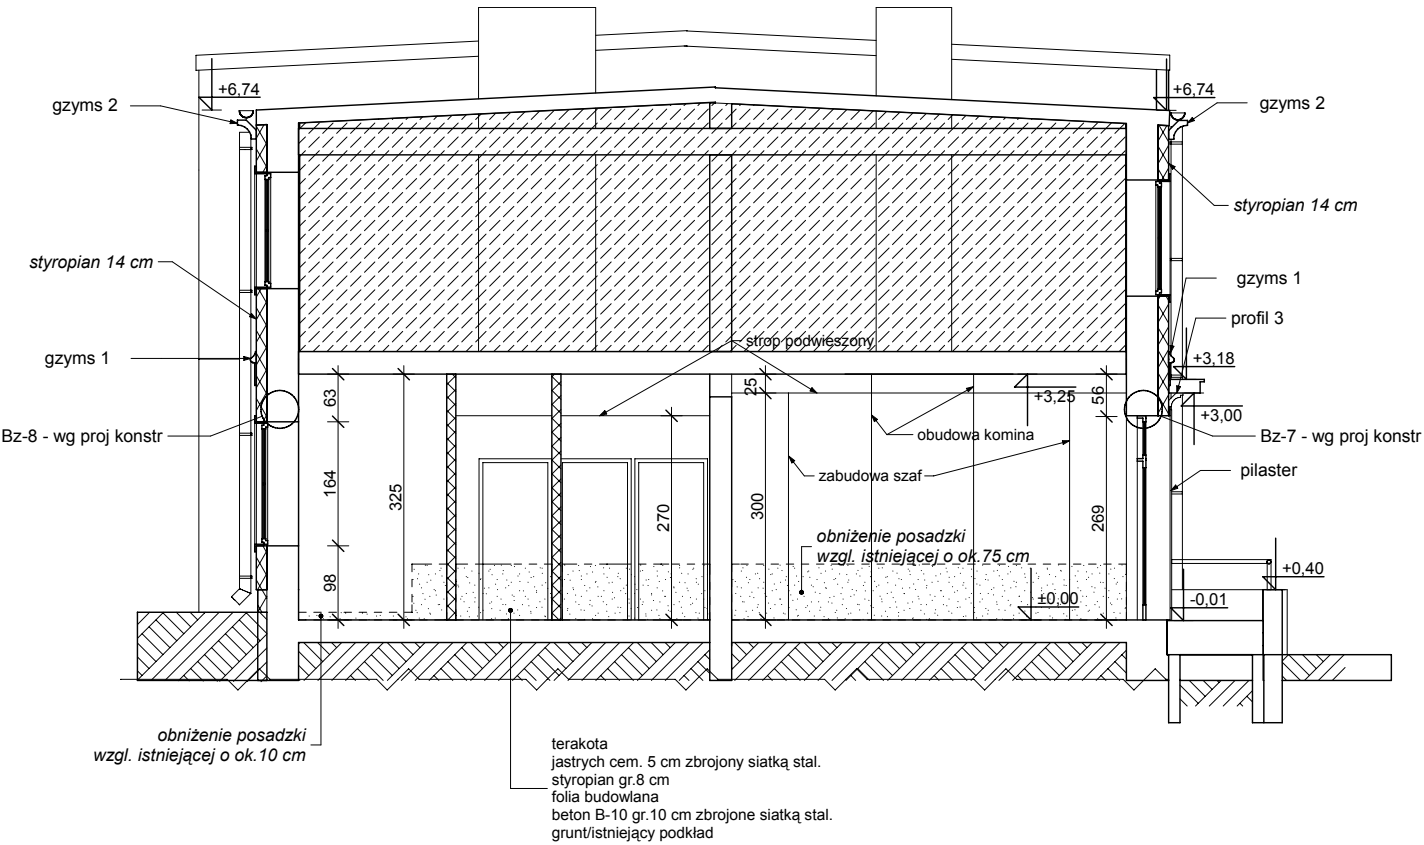 +6,74
+6,74
gzyms 2
gzyms 2
styropian 14 cm
styropian 14 cm
gzyms 1
profil 3
strop podwieszony
gzyms 1
+3,18
63
25
+3,25
56
+3,00
Bz-8 - wg proj konstr
obudowa komina
Bz-7 - wg proj konstr
zabudowa szaf
pilaster
164
325
270
300
269
obniżenie posadzki
wzgl. istniejącej o ok.75 cm
98
+0,40
±0,00
-0,01
obniżenie posadzki
wzgl. istniejącej o ok.10 cm
terakota
jastrych cem. 5 cm zbrojony siatką stal.
styropian gr.8 cm
folia budowlana
beton B-10 gr.10 cm zbrojone siatką stal.
grunt/istniejący podkład